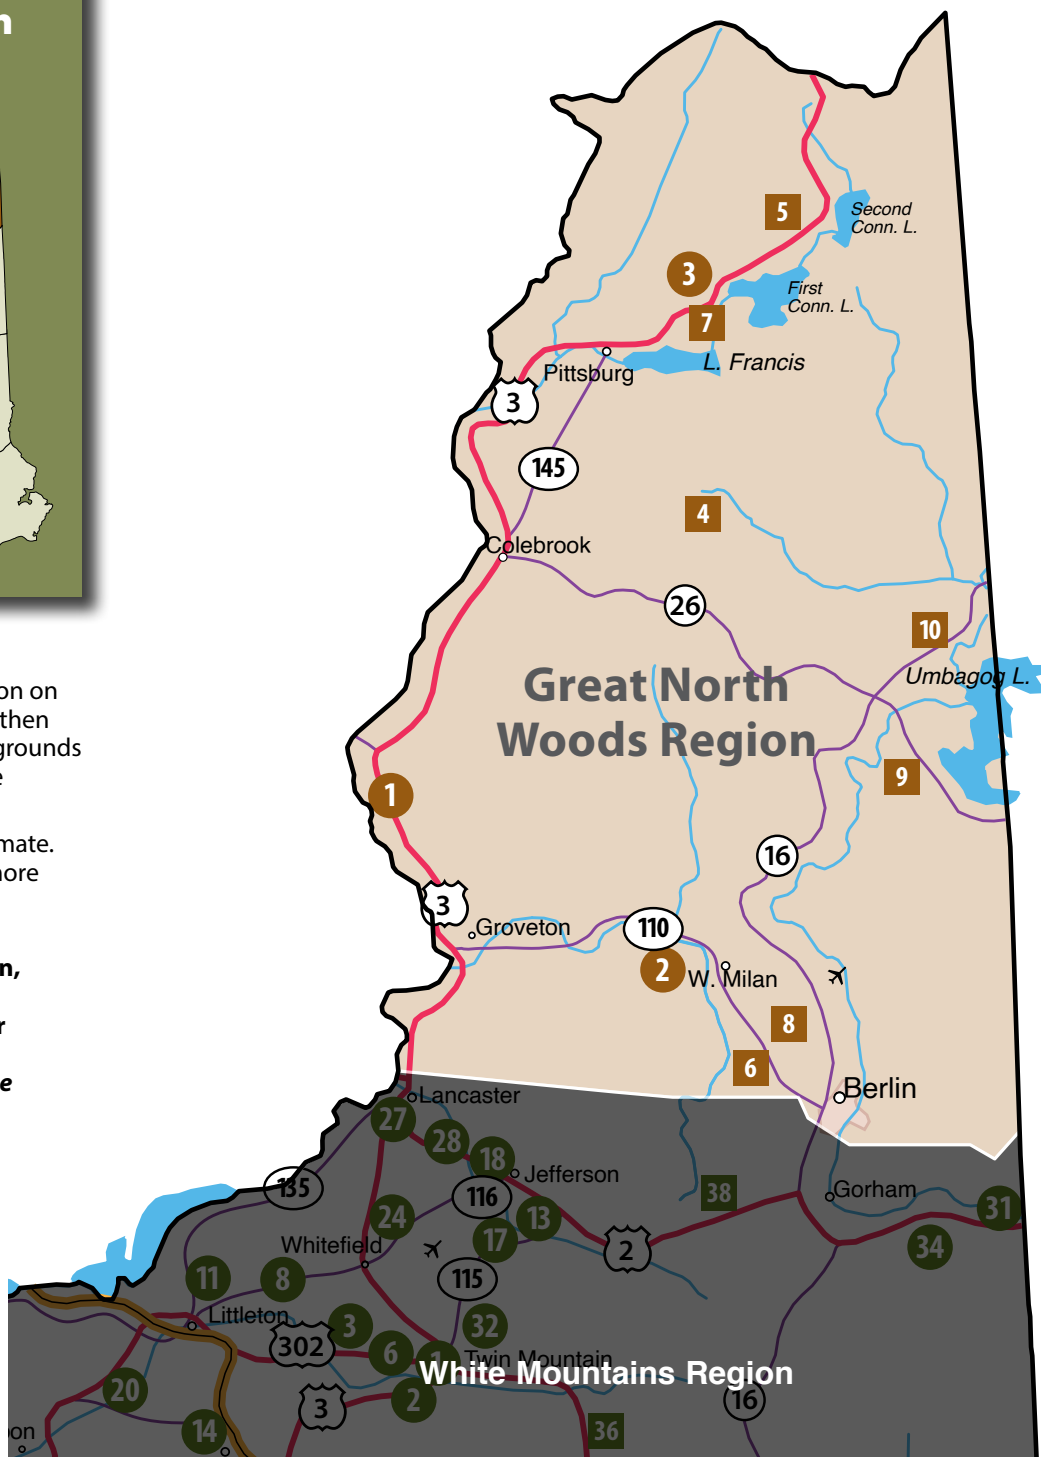 n
on on
then
grounds
e
mate.
nore
n,
r
e
5
Second
Conn. L.
3
First
Conn. L.
7
L. Francis
Pittsburg
3
145
4
Colebrook
26
10
Great North
Woods Region
Umbagog L.
9
1
16
3
Groveton
110
2
W. Milan
8
6
Berlin
Lancaster
27
28
18
Jefferson
135
116
38
Gorham
31
24
13
17
2
34
Whitefield
115
11
8
Littleton
3
32
302
6
1
Twin Mountain
White Mountains Region
20
2
3
16
14
36
on